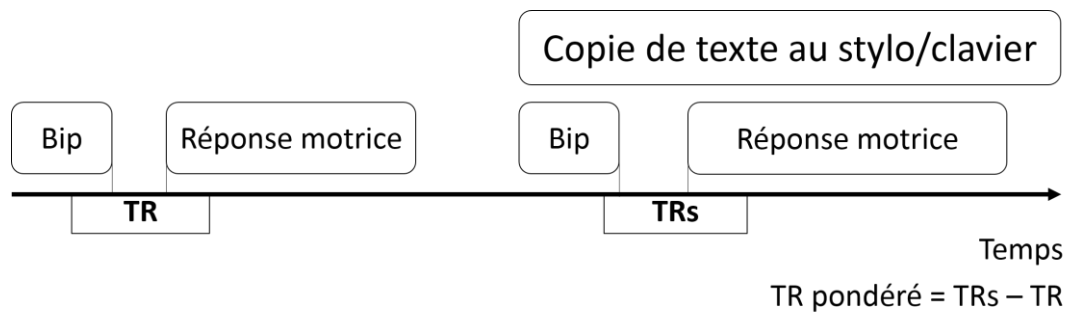 Copie de texte au stylo/clavier
Bip
Réponse motrice
Bip
Réponse motrice
TR
TRs
Temps
TR pondéré = TRs – TR